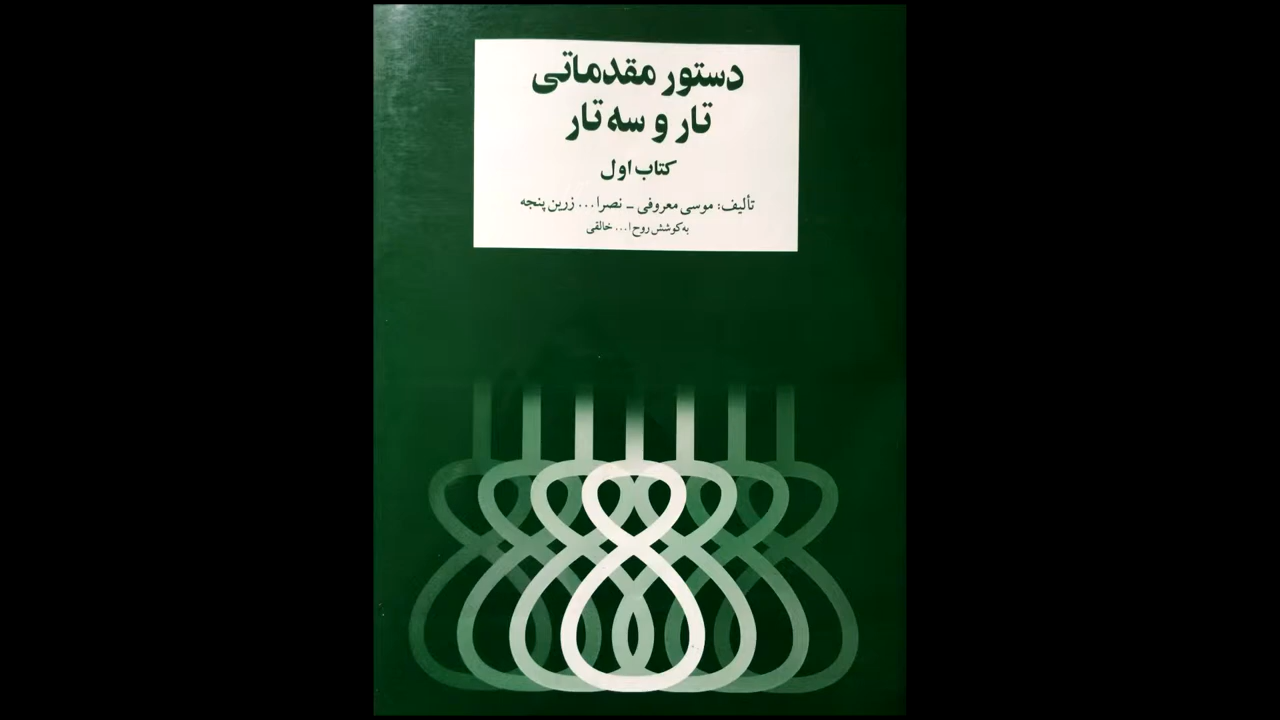 دستور مقدماتی
تار و سه تار
کتاب اول
تألیف: موسی معروفی ـ نصرا... زرین پنجه
به کوشش روح ا... خالقی